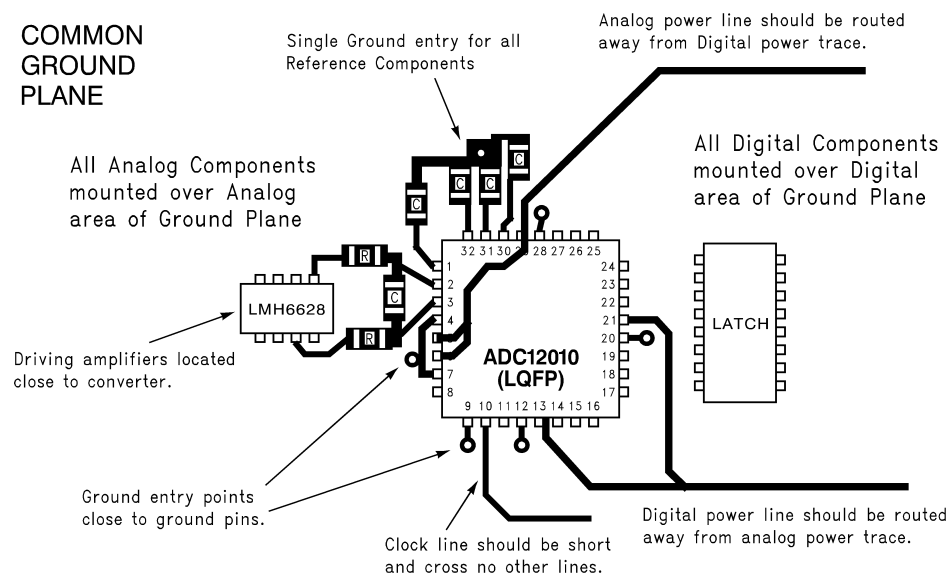 COMMON
GROUND
PLANE
Single Ground entry for all
Reference Components
Analog power line should be routed
away from Digital power trace.
All Analog Components
mounted over Analog
area of Ground Plane
All Digital Components
mounted over Digital
area of Ground Plane
C
C
C
C
R
C
R
LMH6628
32 31 30 28 27 26 25
1
2
3
4
7
8
24
23
22
21
20
19
18
17
9 10 11 12 13 14 15 16
ADC12010
(LQFP)
LATCH
Driving amplifiers located
close to converter.
Ground entry points
close to ground pins.
Clock line should be short
and cross no other lines.
Digital power line should be routed
away from analog power trace.